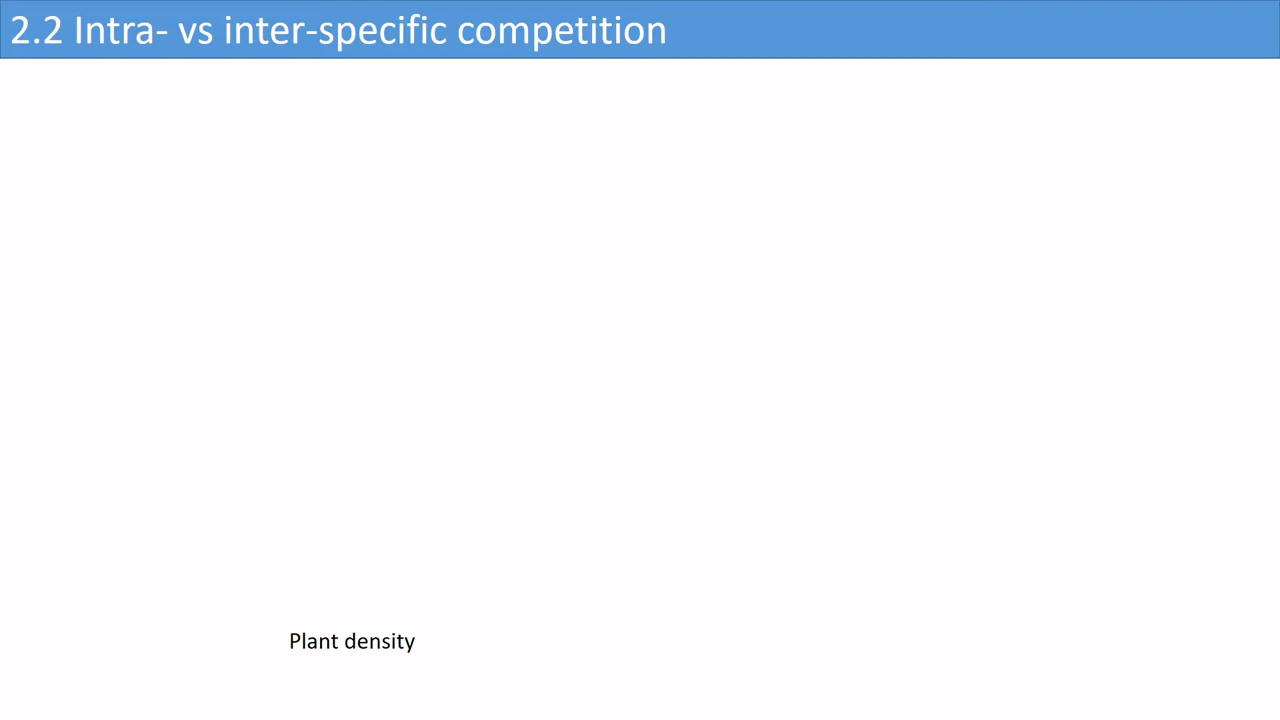 2.2 Intra- vs inter-specific competition
Plant density